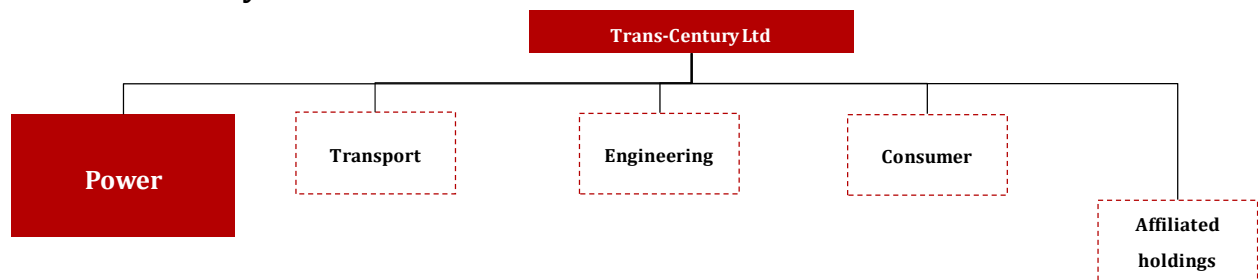 Trans-Century Ltd
Transport
Engineering
Consumer
Power
Affiliated
holdings